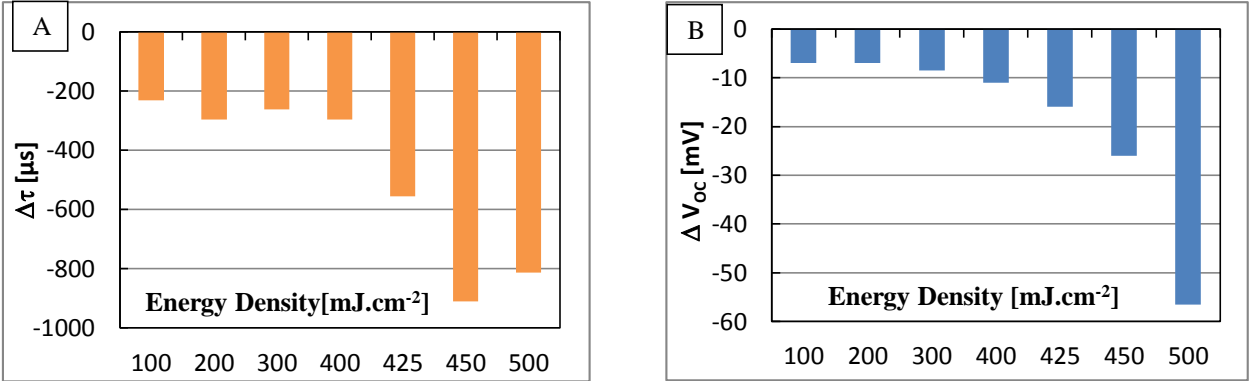 A
0
-200
-400
-600
-800
-1000
Δτ [µs]
Energy Density[mJ.cm-2]
100 200 300 400 425 450 500
B
0
-10
-20
-30
-40
-50
-60
Δ VOC [mV]
Energy Density [mJ.cm-2]
100 200 300 400 425 450 500